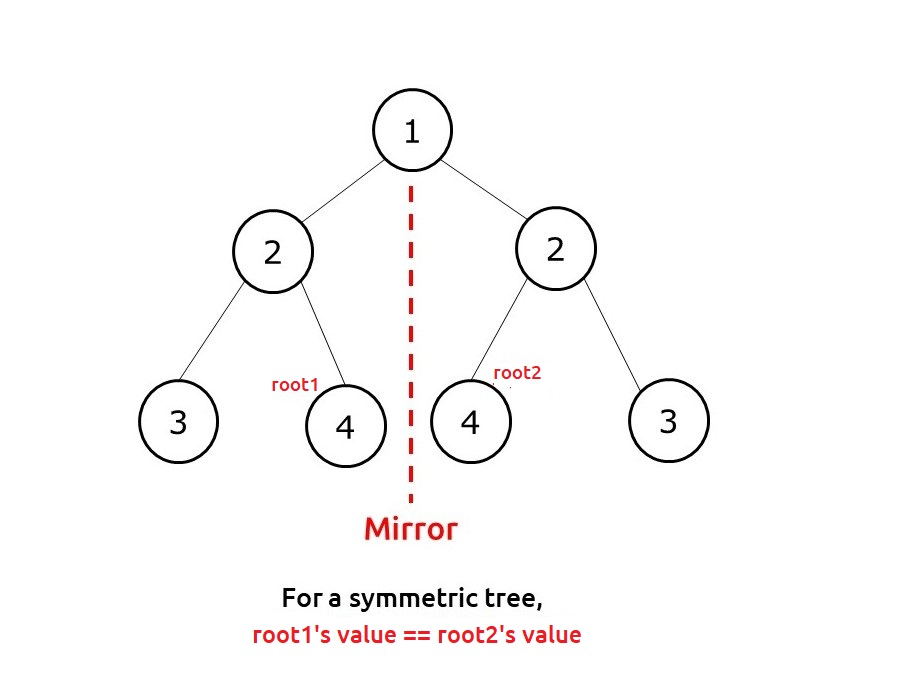 1
2
2
root1
root2
3
4
4
3
Mirror
For a symmetric tree,
root1's value == root2's value